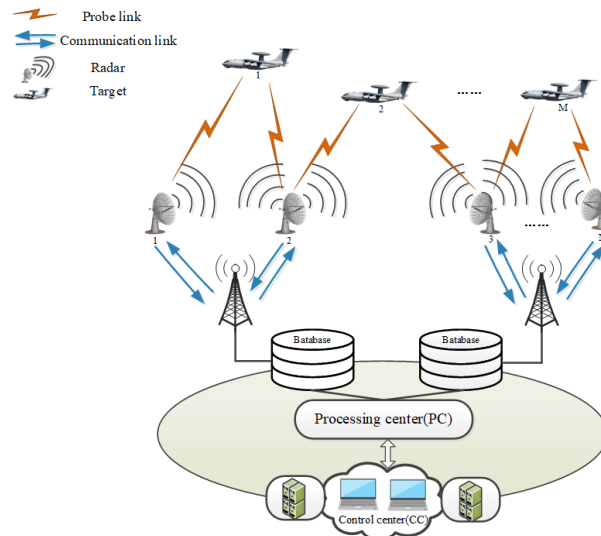 Probe link
Communication link
Radar
Target
1
2
......
M
1
2
3
......
Batabase
Batabase
Processing center(PC)
Control center(CC)